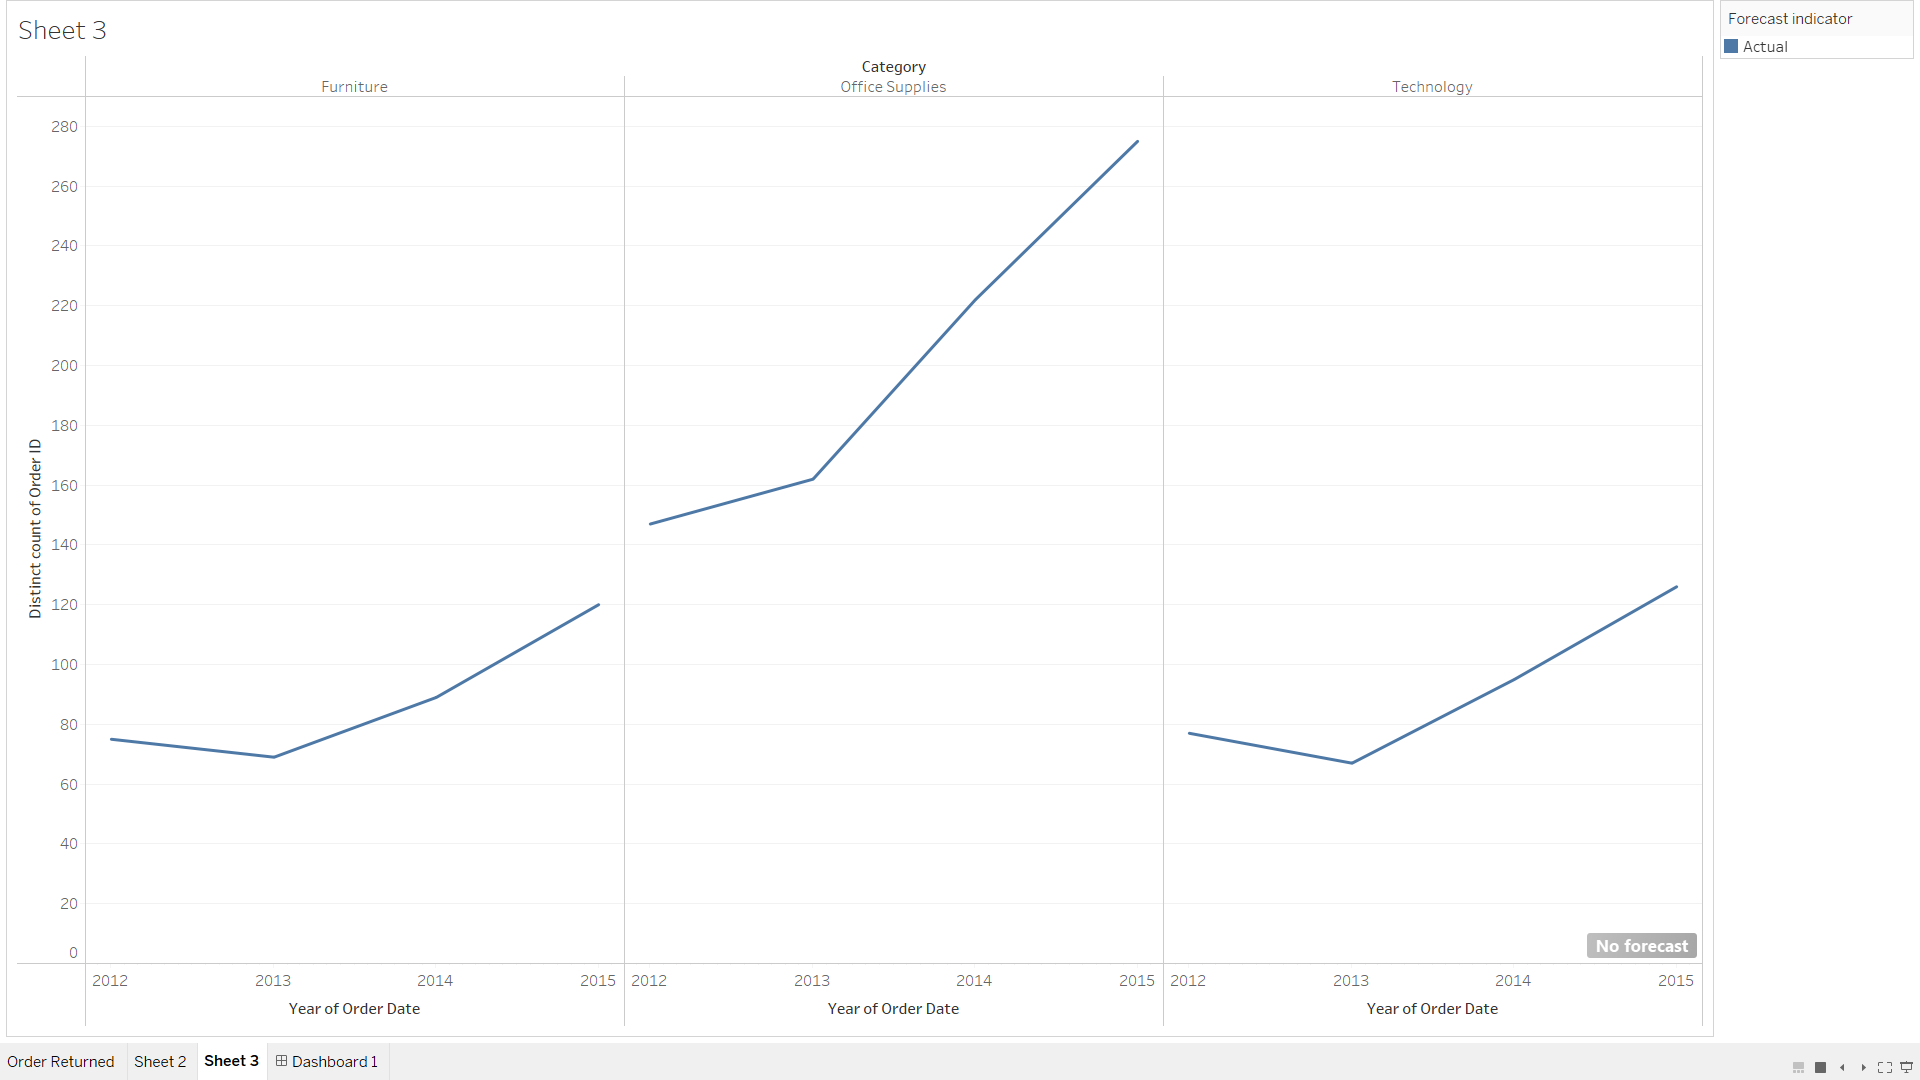 Sheet 3
Forecast indicator
Actual
Category
Furniture
Office Supplies
Technology
Distinct count of Order ID
280
260
240
220
200
180
160
140
120
100
80
60
40
20
0
No forecast
2012 2013 2014 2015 2012 2013 2014 2015 2012 2013 2014 2015
Year of Order Date Year of Order Date Year of Order Date
Order Returned Sheet 2 Sheet 3 Dashboard 1